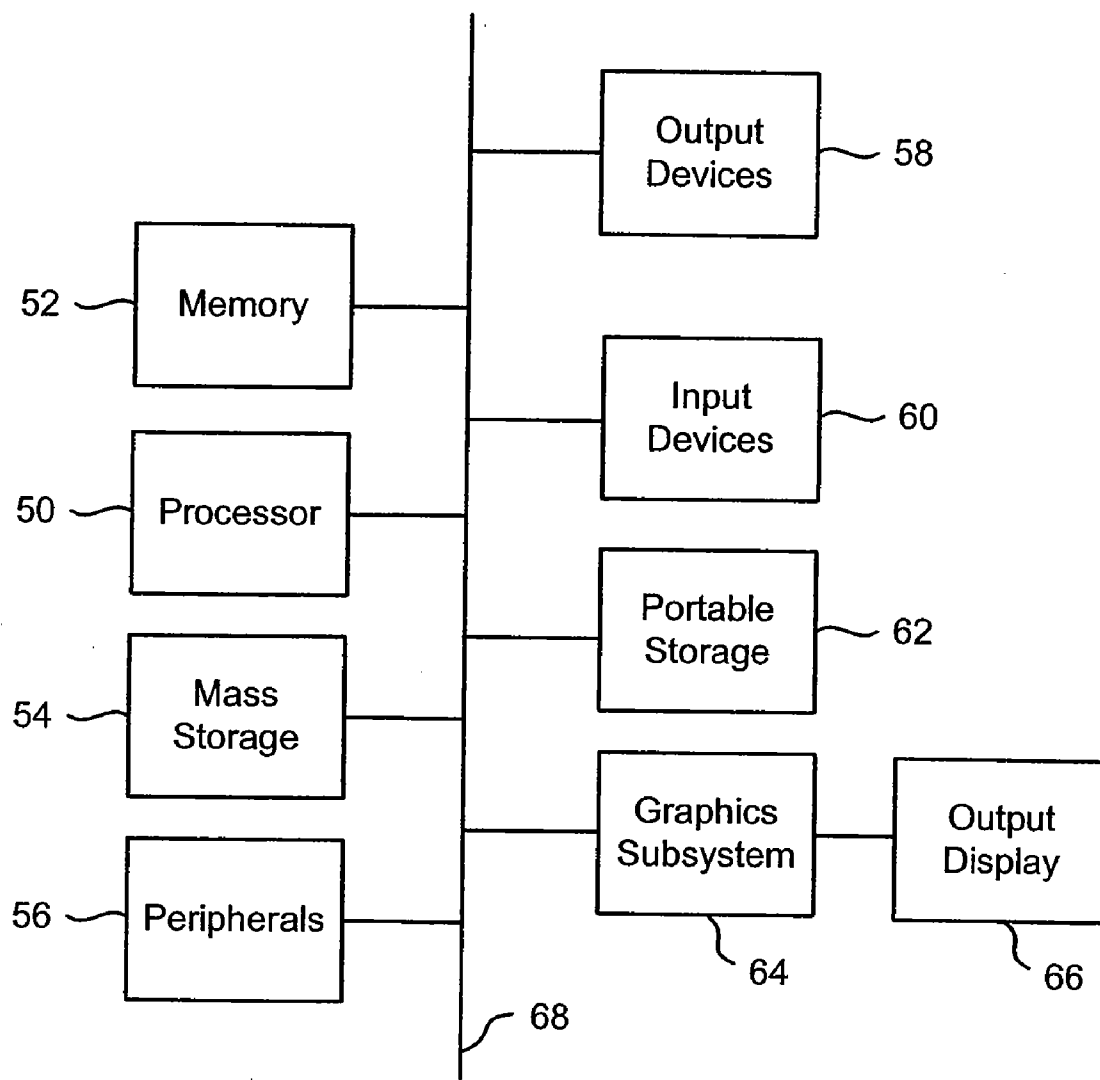 Output
Devices
58
52
Memory
Input
Devices
60
50
Processor
Portable
Storage
62
54
Mass
Storage
Graphics
Subsystem
Output
Display
56
Peripherals
64
66
68